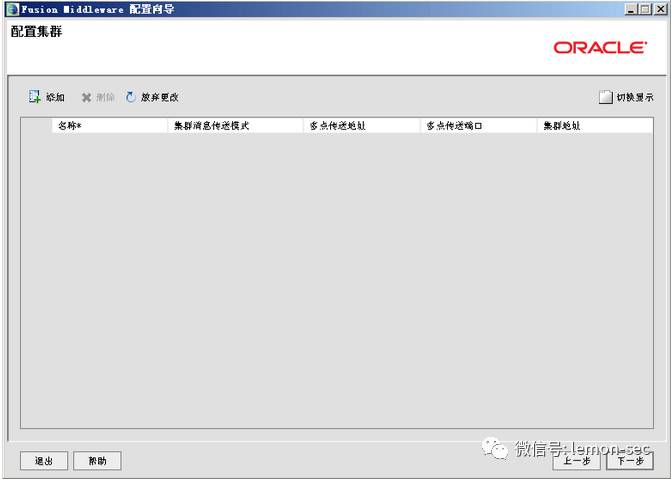 Fusion Middleware 配置向导
配置集群
ORACLE
添加 删除 放弃更改 切换显示
名称* 集群消息传送模式 多点传送地址 多点传送端口 集群地址
微信号: lemon-sec
退出 帮助 上一步 下一步